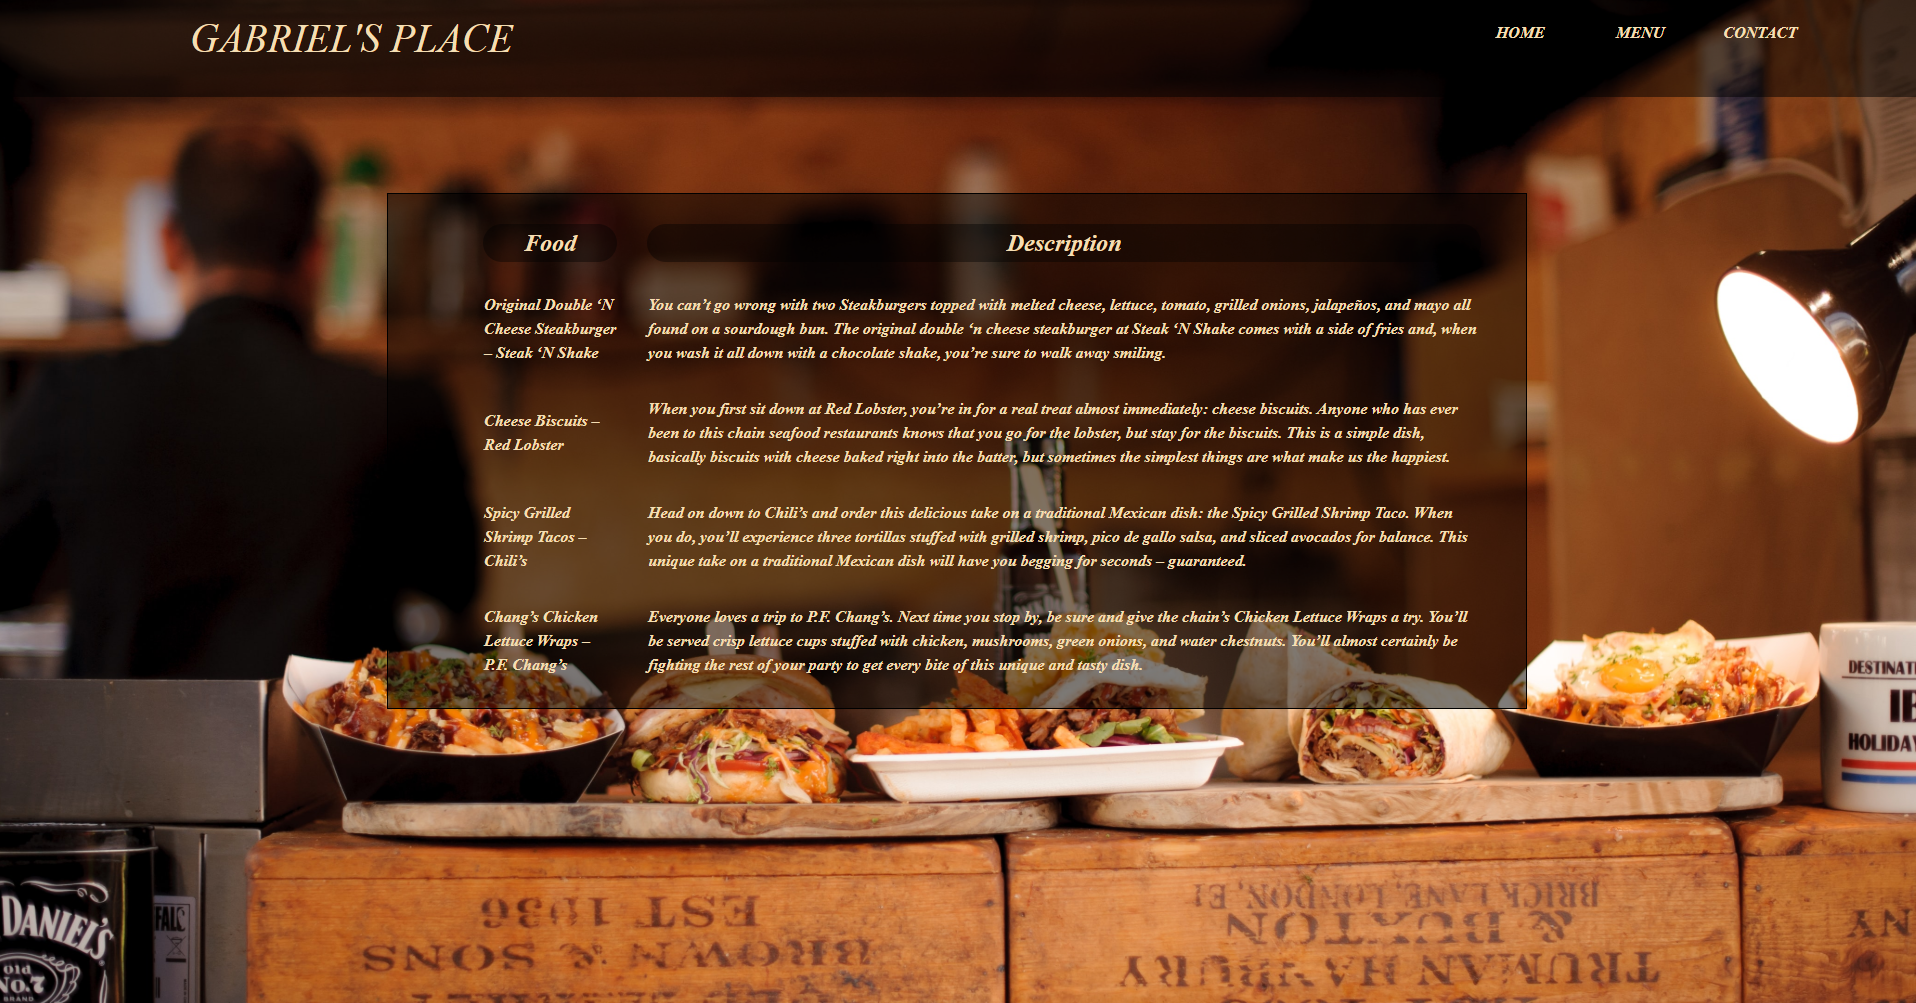 GABRIEL'S PLACE
HOME MENU CONTACT
Food Description
Original Double ‘N
Cheese Steakburger
– Steak ‘N Shake
You can’t go wrong with two Steakburgers topped with melted cheese, lettuce, tomato, grilled onions, jalapeños, and mayo all
found on a sourdough bun. The original double ‘n cheese steakburger at Steak ‘N Shake comes with a side of fries and, when
you wash it all down with a chocolate shake, you’re sure to walk away smiling.
Cheese Biscuits –
Red Lobster
When you first sit down at Red Lobster, you’re in for a real treat almost immediately: cheese biscuits. Anyone who has ever
been to this chain seafood restaurants knows that you go for the lobster, but stay for the biscuits. This is a simple dish,
basically biscuits with cheese baked right into the batter, but sometimes the simplest things are what make us the happiest.
Spicy Grilled
Shrimp Tacos –
Chili’s
Head on down to Chili’s and order this delicious take on a traditional Mexican dish: the Spicy Grilled Shrimp Taco. When
you do, you’ll experience three tortillas stuffed with grilled shrimp, pico de gallo salsa, and sliced avocados for balance. This
unique take on a traditional Mexican dish will have you begging for seconds – guaranteed.
Chang’s Chicken
Lettuce Wraps –
P.F. Chang’s
Everyone loves a trip to P.F. Chang’s. Next time you stop by, be sure and give the chain’s Chicken Lettuce Wraps a try. You’ll
be served crisp lettuce cups stuffed with chicken, mushrooms, green onions, and water chestnuts. You’ll almost certainly be
fighting the rest of your party to get every bite of this unique and tasty dish.
HOLIDAY
DANIEL'S
Old
No.7
BRAND
EST 1936
BROWN & SONS
BRICK LANE, LONDON, E1
& BUXTON
TRUMAN HANBURY